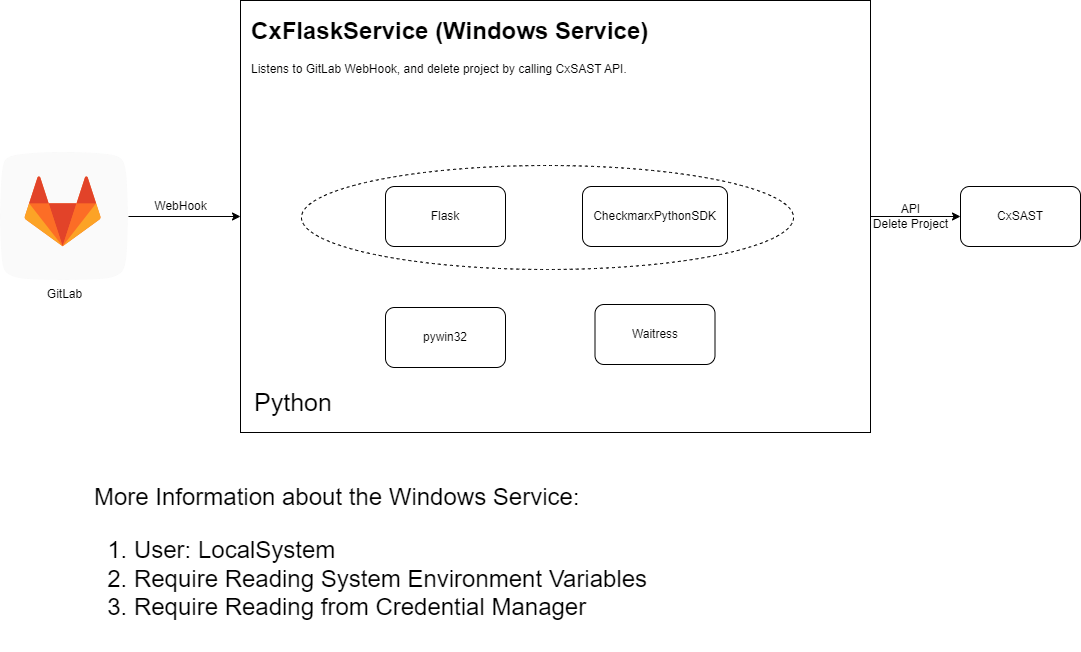 CxFlaskService (Windows Service)
Listens to GitLab WebHook, and delete project by calling CxSAST API.
WebHook
GitLab
Flask
CheckmarxPythonSDK
API
Delete Project
CxSAST
pywin32
Waitress
Python
More Information about the Windows Service:
1. User: LocalSystem
2. Require Reading System Environment Variables
3. Require Reading from Credential Manager